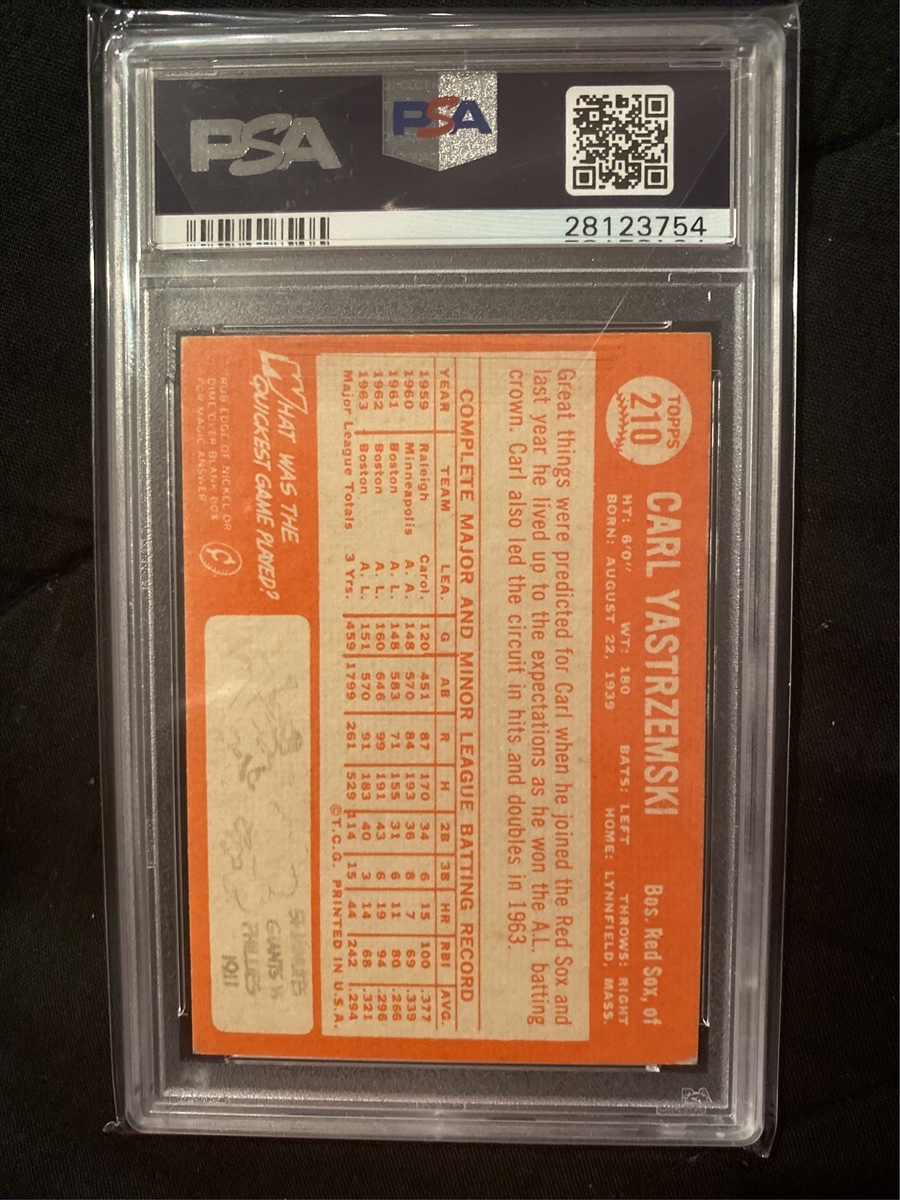 PSA
PSA
28123754
TOPPS
210
CARL YASTRZEMSKI
Bos. Red Sox, of
HT: 6'0" WT: 180 BATS: LEFT THROWS: RIGHT
BORN: AUGUST 22, 1939 HOME: LYNNFIELD, MASS.
Great things were predicted for Carl when he joined the Red Sox and
last year he lived up to the expectations as he won the A.L. batting
crown. Carl also led the circuit in hits and doubles in 1963.
COMPLETE MAJOR AND MINOR LEAGUE BATTING RECORD
YEAR TEAM LEA. G AB R H 2B 3B HR RBI AVG.
1959 Raleigh Carol. 120 451 87 170 34 6 15 100 .377
1960 Minneapolis A. A. 148 570 84 193 36 8 7 69 .339
1961 Boston A. L. 148 583 71 155 31 6 11 80 .266
1962 Boston A. L. 160 646 99 191 43 6 19 94 .296
1963 Boston A. L. 151 570 91 183 40 3 14 68 .321
Major League Totals 3 Yrs. 459 1799 261 529 114 15 44 242 .294
©T.C.G. PRINTED IN U.S.A.
WHAT WAS THE
QUICKEST GAME PLAYED?
RUB EDGE OF NICKEL OR
DIME OVER BLANK BOX
FOR MAGIC ANSWER
51 MINUTES
GIANTS VS
PHILLIES
1911